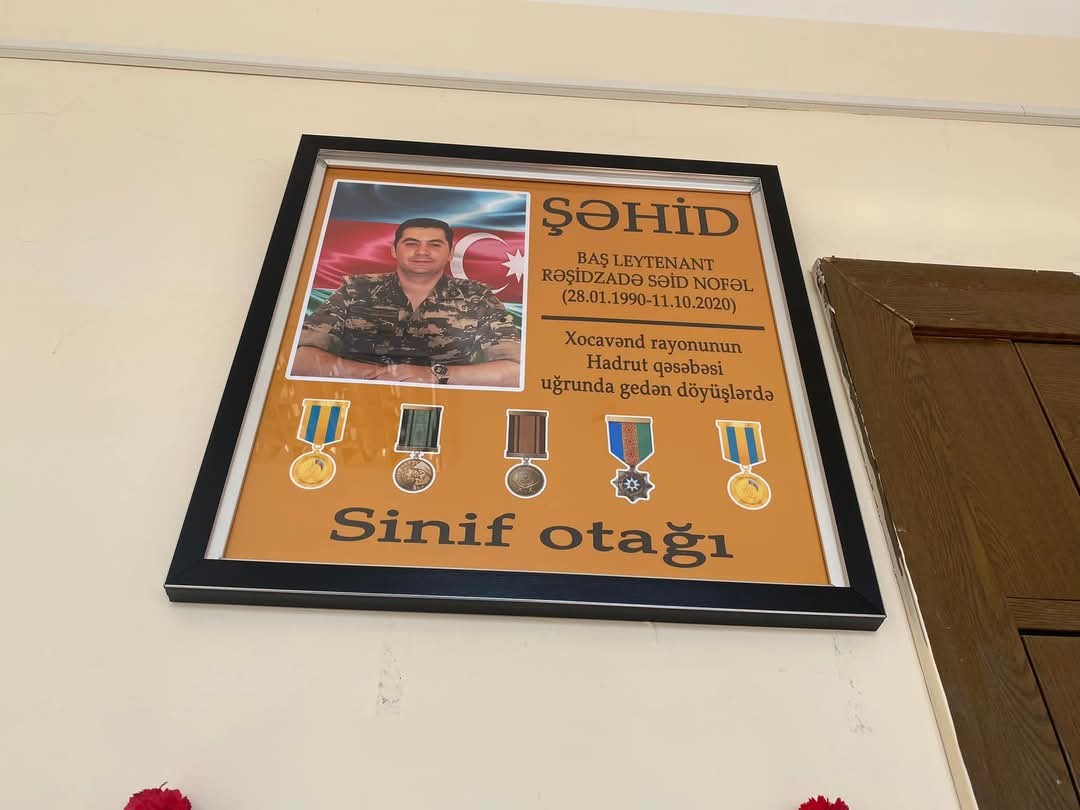 ŞƏHİD
BAŞ LEYTENANT
RƏŞİDZADƏ SƏİD NOFƏL
(28.01.1990-11.10.2020)
Xocavənd rayonunun
Hadrut qəsəbəsi
uğrunda gedən döyüşlərdə
Sinif otağı